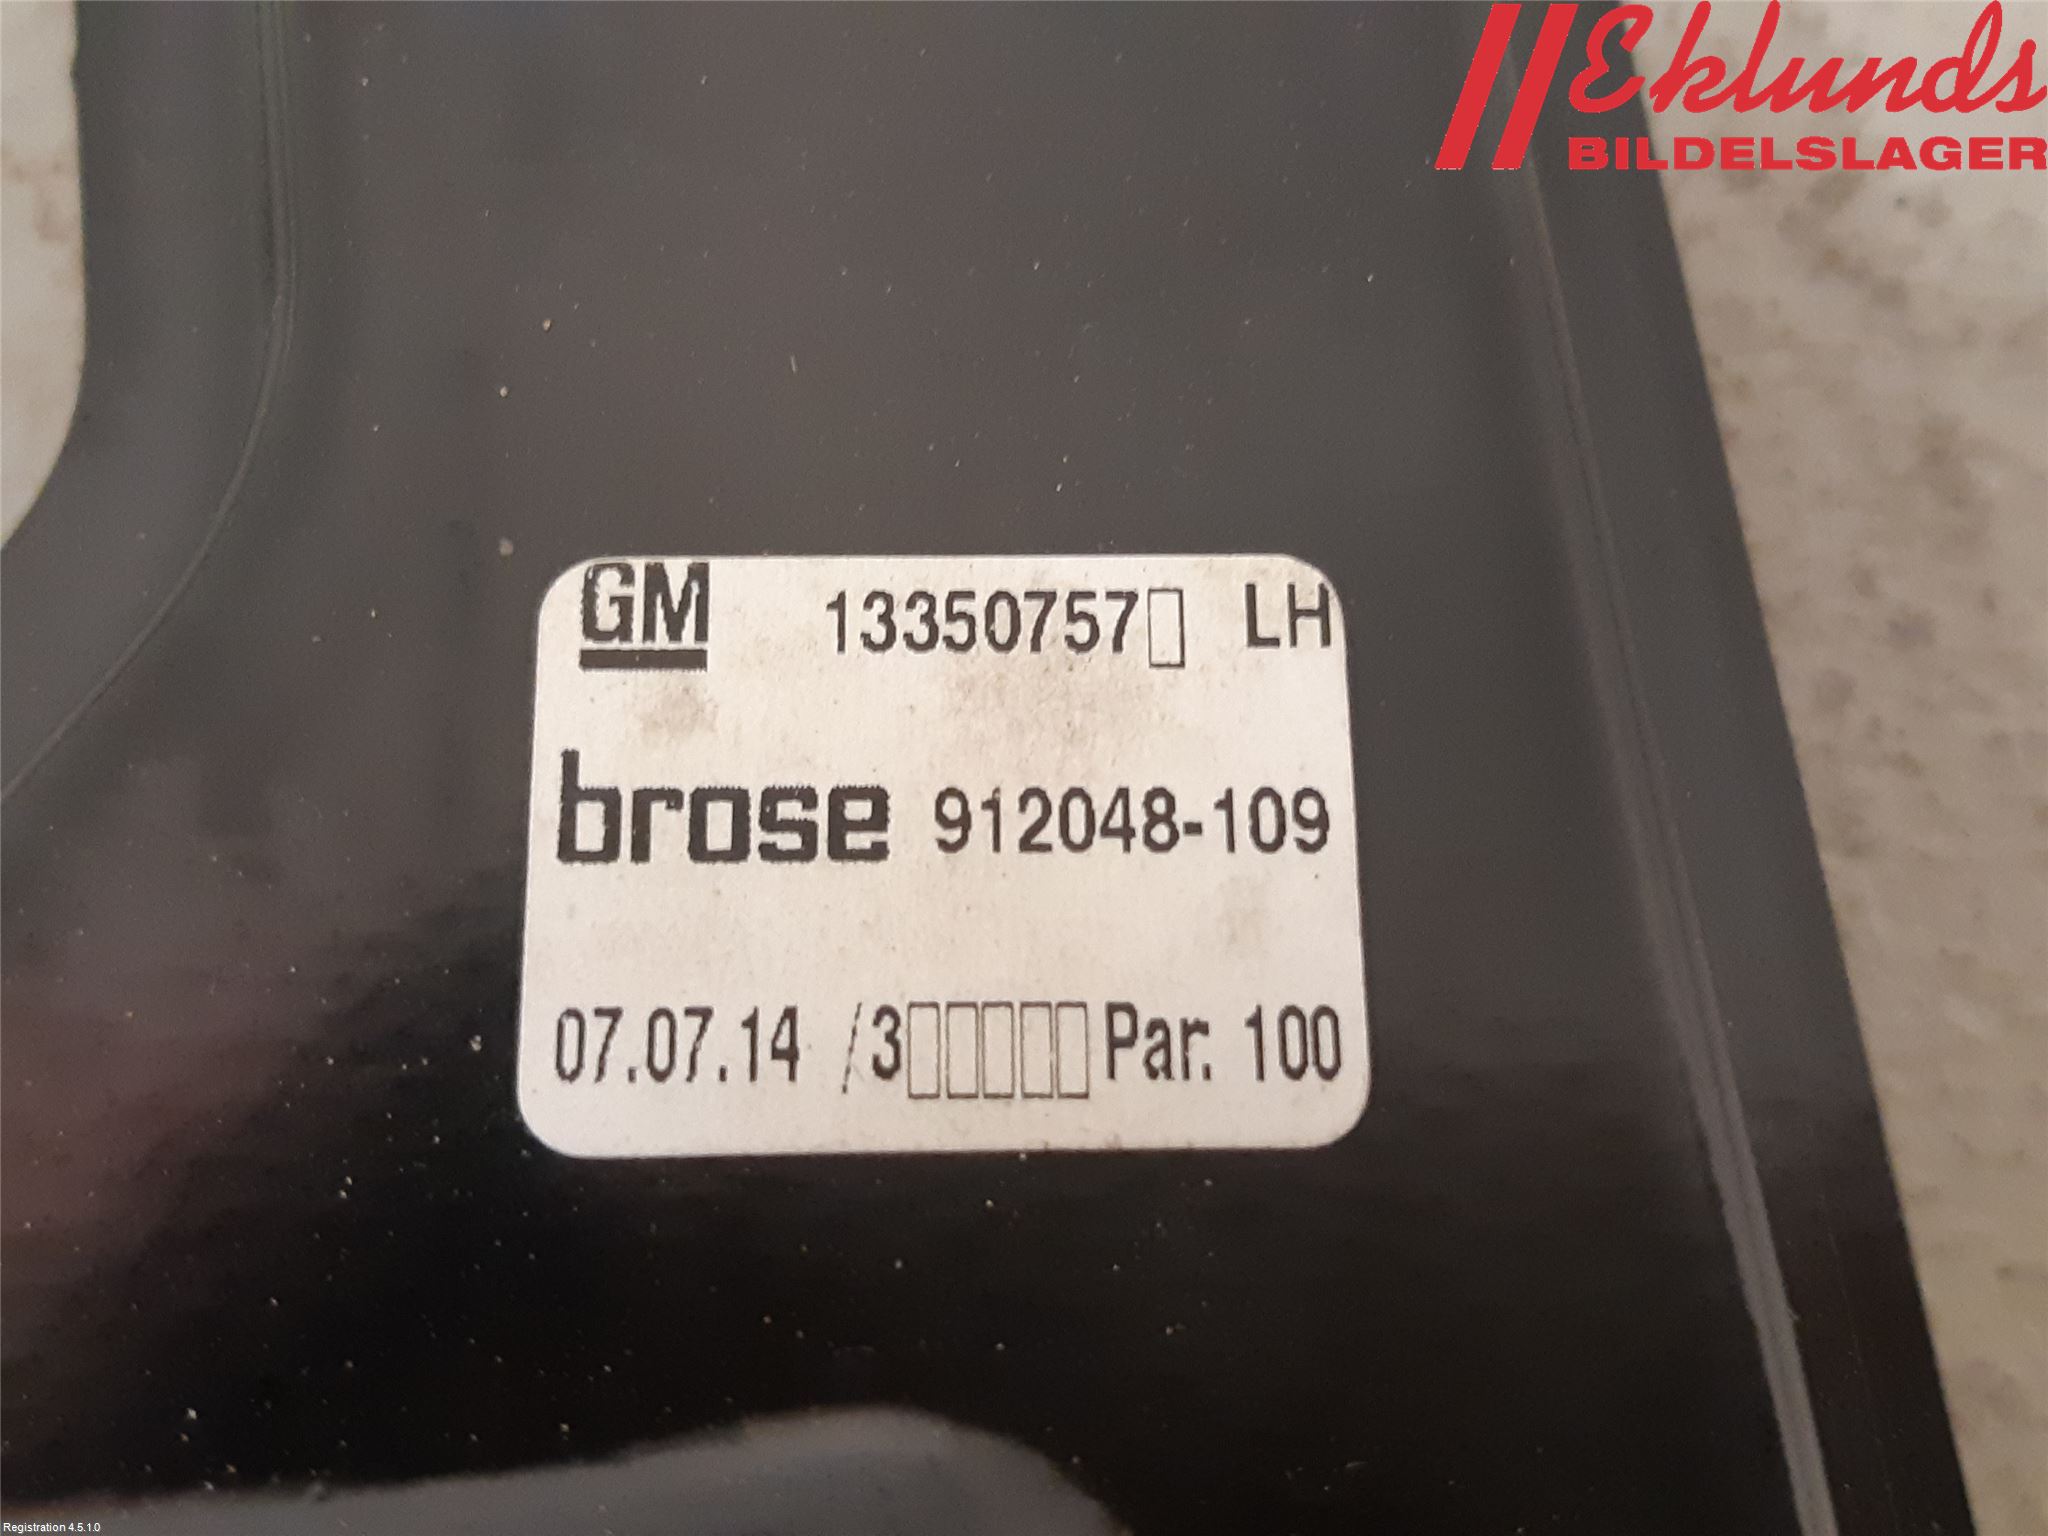 Eklunds
BILDELSLAGER
GM 13350757▯ LH
brose 912048-109
07.07.14 /3▯▯▯▯▯Par. 100
Registration 4.5.1.0